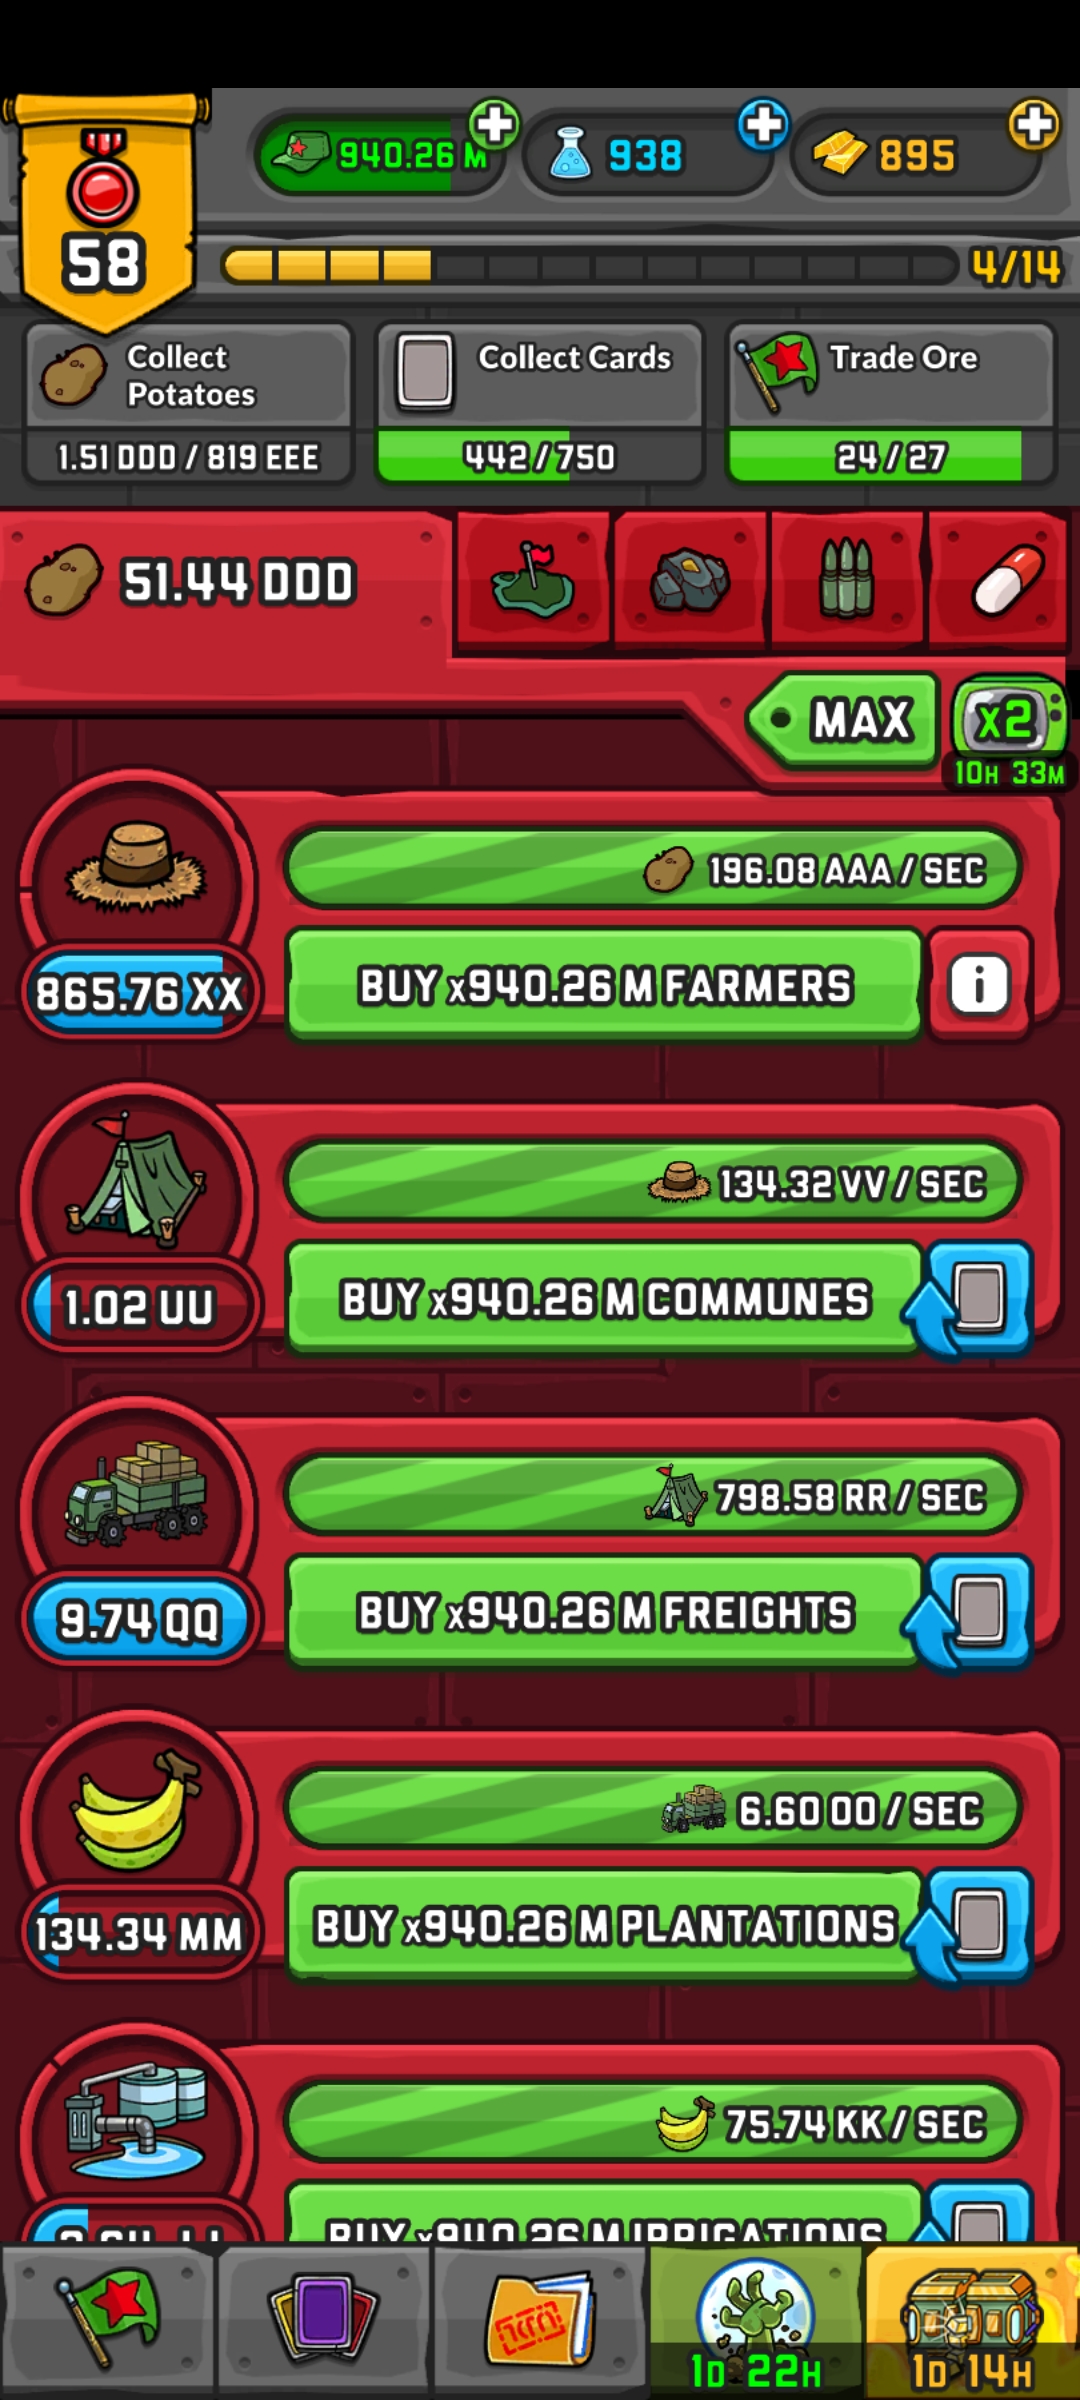 58
940.26 M
938
895
4/14
Collect
Potatoes
1.51 DDD / 819 EEE
Collect Cards
442/750
Trade Ore
24/27
51.44 DDD
MAX
x2
10H 33M
196.08 AAA / SEC
865.76 XX
BUY x940.26 M FARMERS
i
134.32 VV / SEC
1.02 UU
BUY x940.26 M COMMUNES
798.58 RR / SEC
9.74 QQ
BUY x940.26 M FREIGHTS
6.60 OO / SEC
134.34 MM
BUY x940.26 M PLANTATIONS
75.74 KK / SEC
BUY x940.26 M IRRIGATIONS
1D 22H
1D 14H